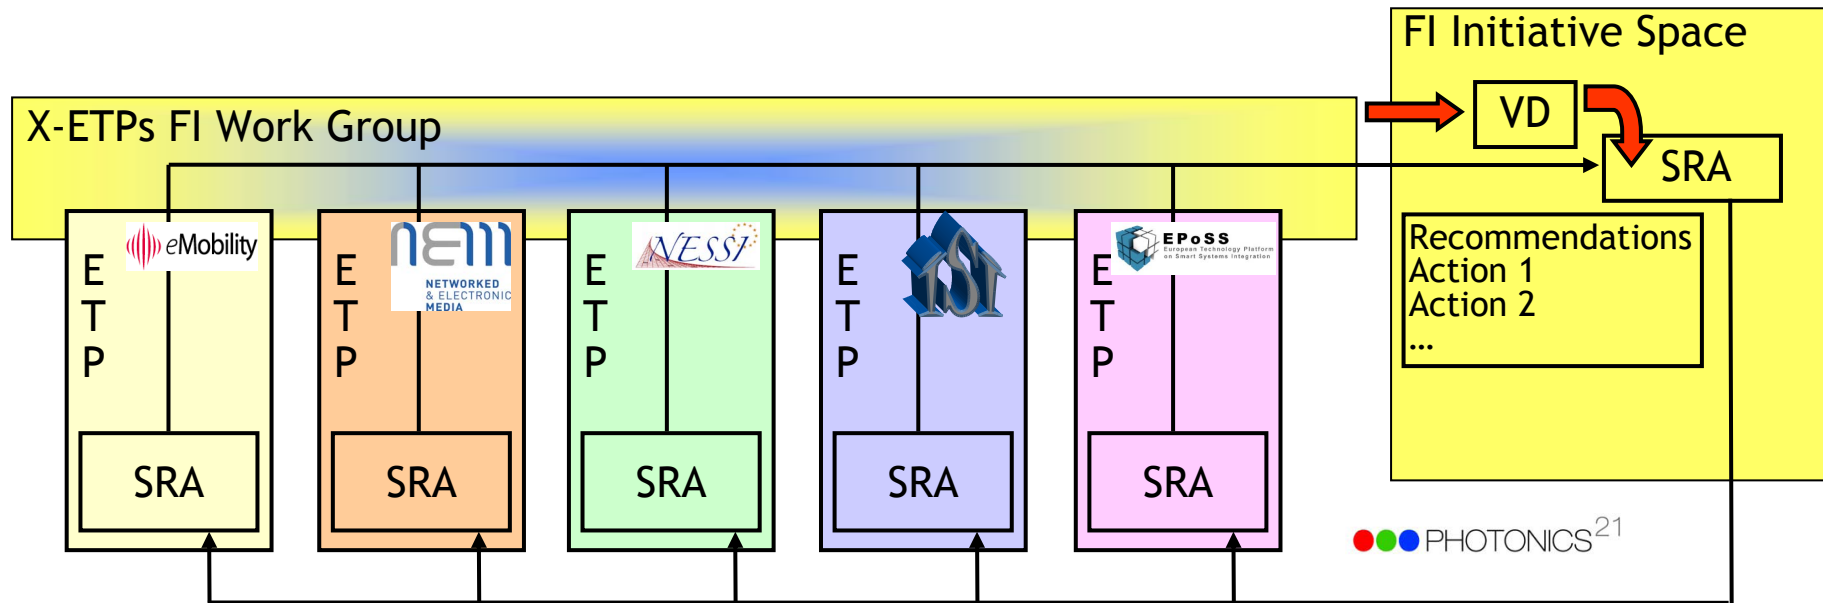 FI Initiative Space
VD
X-ETPs FI Work Group
SRA
eMobility
nem
NETWORKED
& ELECTRONIC
MEDIA
NESSI
ISI
EPoSS
European Technology Platform
on Smart Systems Integration
Recommendations
Action 1
Action 2
...
E
T
P
E
T
P
E
T
P
E
T
P
E
T
P
SRA
SRA
SRA
SRA
SRA
PHOTONICS21